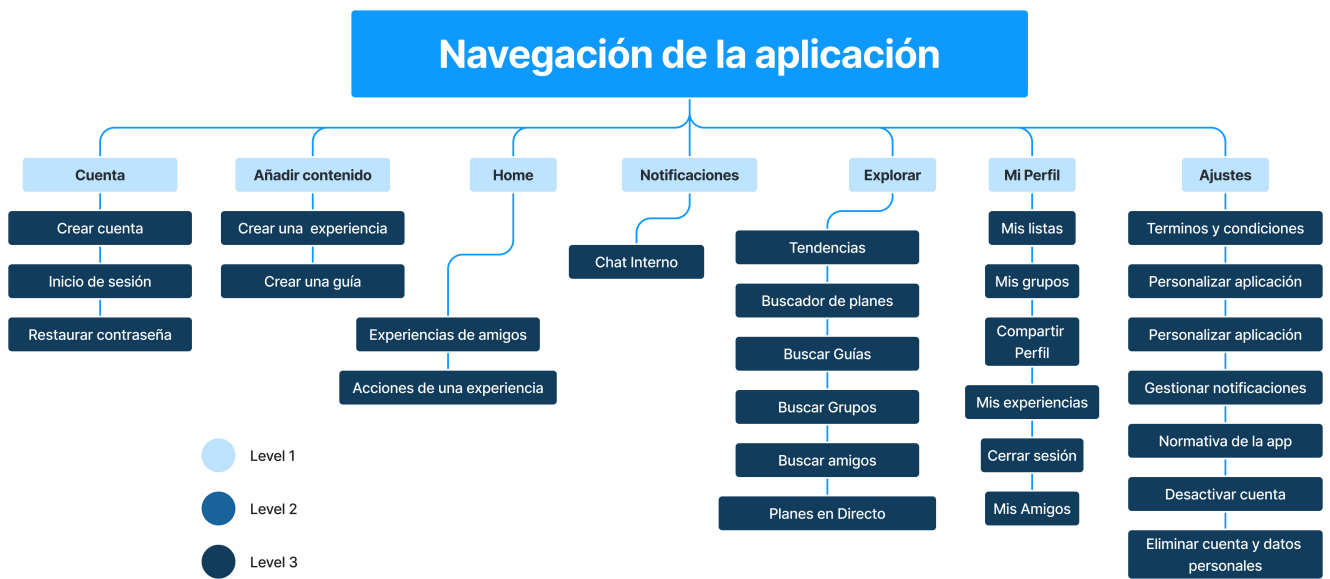 Navegación de la aplicación
Cuenta
Crear cuenta
Inicio de sesión
Restaurar contraseña
Añadir contenido
Crear una experiencia
Crear una guía
Home
Experiencias de amigos
Acciones de una experiencia
Notificaciones
Chat Interno
Explorar
Tendencias
Buscador de planes
Buscar Guías
Buscar Grupos
Buscar amigos
Planes en Directo
Mi Perfil
Mis listas
Mis grupos
Compartir
Perfil
Mis experiencias
Cerrar sesión
Mis Amigos
Ajustes
Terminos y condiciones
Personalizar aplicación
Personalizar aplicación
Gestionar notificaciones
Normativa de la app
Desactivar cuenta
Eliminar cuenta y datos
personales
Level 1
Level 2
Level 3